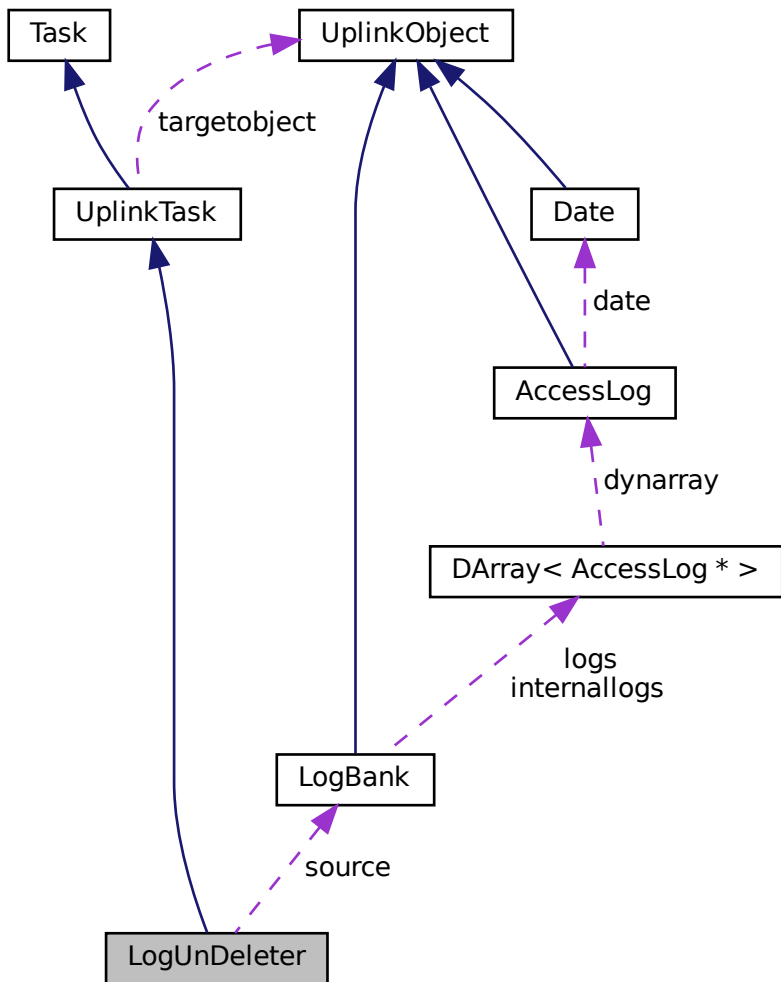 Task
UplinkObject
targetobject
UplinkTask
Date
date
AccessLog
dynarray
DArray< AccessLog * >
logs
internallogs
LogBank
source
LogUnDeleter